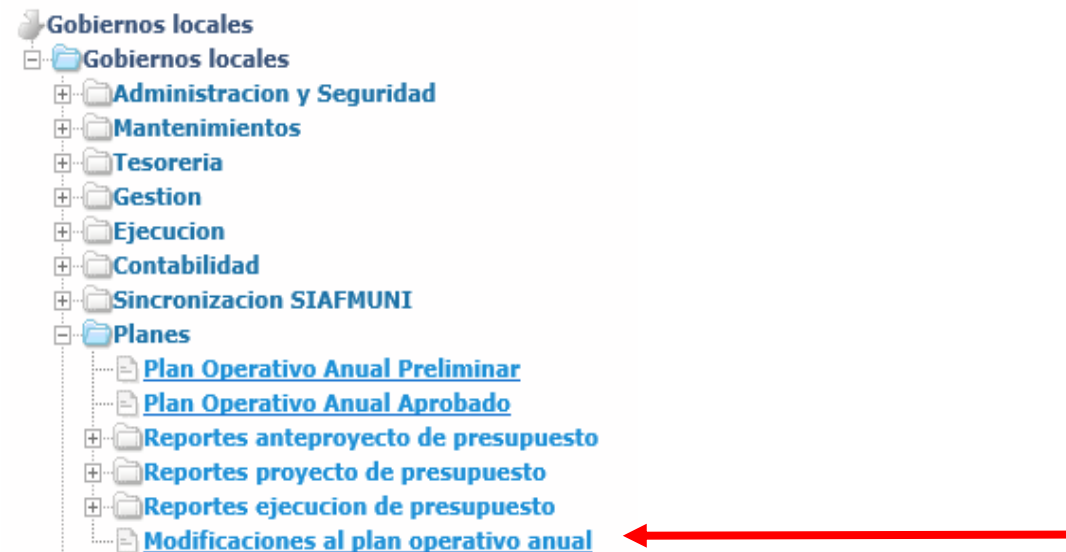 Gobiernos locales
Gobiernos locales
Administracion y Seguridad
Mantenimientos
Tesoreria
Gestion
Ejecucion
Contabilidad
Sincronizacion SIAFMUNI
Planes
Plan Operativo Anual Preliminar
Plan Operativo Anual Aprobado
Reportes anteproyecto de presupuesto
Reportes proyecto de presupuesto
Reportes ejecucion de presupuesto
Modificaciones al plan operativo anual